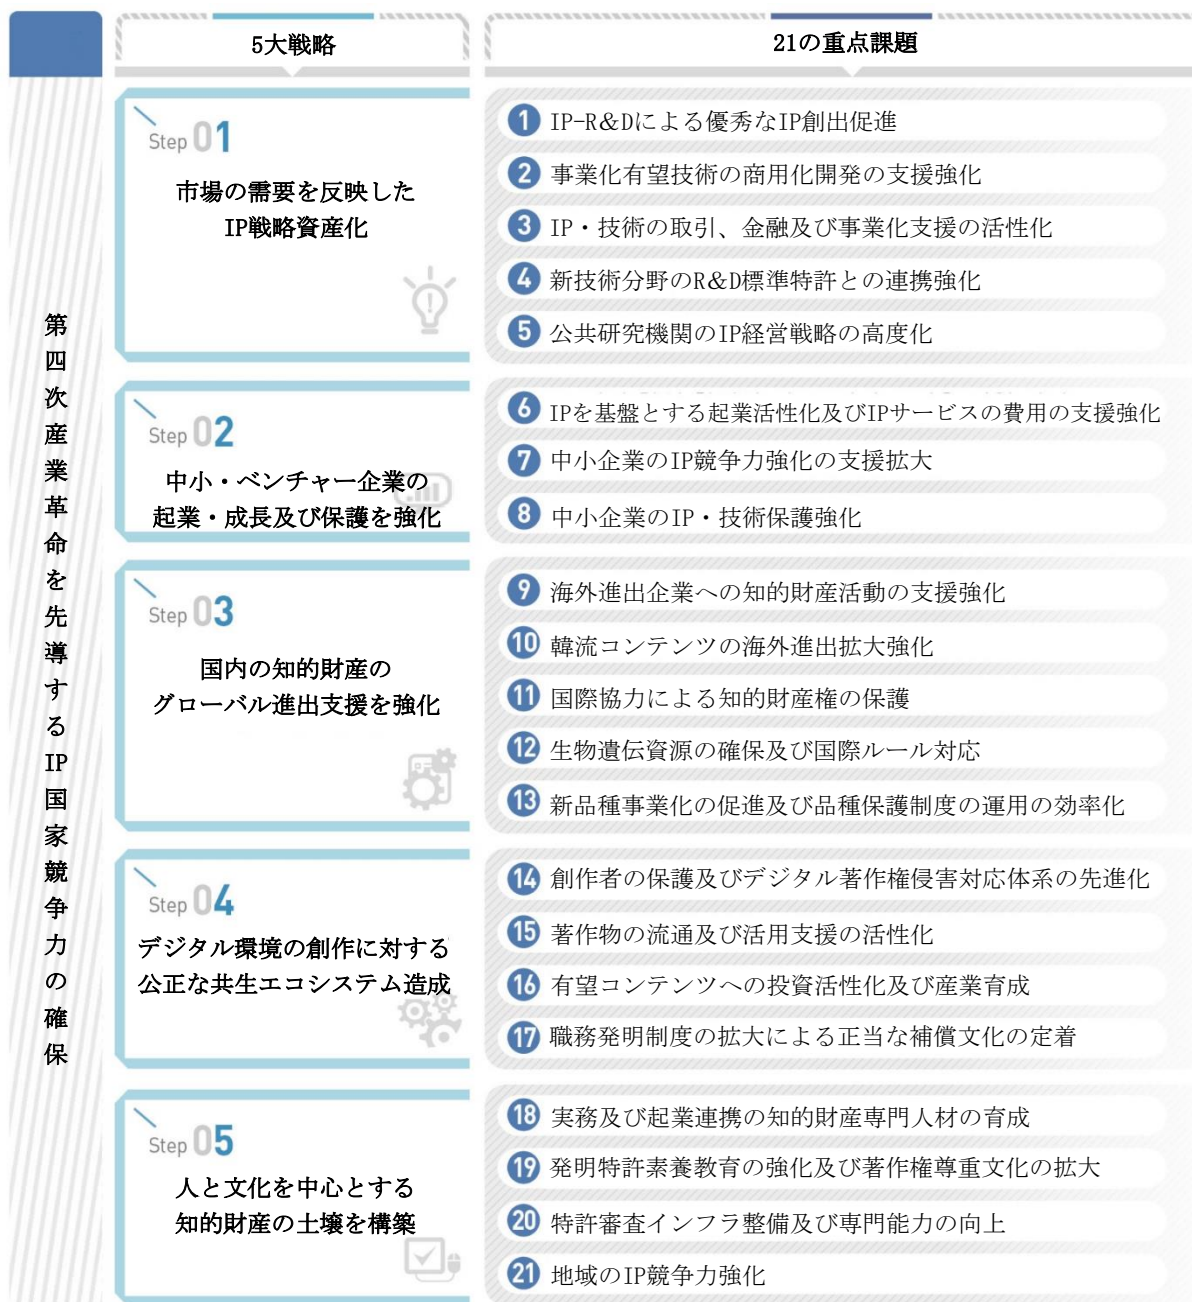 5大戦略
21の重点課題
第四次産業革命を先導するIP国家競争力の確保
Step 01
市場の需要を反映した
IP戦略資産化
1 IP-R&Dによる優秀なIP創出促進
2 事業化有望技術の商用化開発の支援強化
3 IP・技術の取引、金融及び事業化支援の活性化
4 新技術分野のR&D標準特許との連携強化
5 公共研究機関のIP経営戦略の高度化
Step 02
中小・ベンチャー企業の
起業・成長及び保護を強化
6 IPを基盤とする起業活性化及びIPサービスの費用の支援強化
7 中小企業のIP競争力強化の支援拡大
8 中小企業のIP・技術保護強化
Step 03
国内の知的財産の
グローバル進出支援を強化
9 海外進出企業への知的財産活動の支援強化
10 韓流コンテンツの海外進出拡大強化
11 国際協力による知的財産権の保護
12 生物遺伝資源の確保及び国際ルール対応
13 新品種事業化の促進及び品種保護制度の運用の効率化
Step 04
デジタル環境の創作に対する
公正な共生エコシステム造成
14 創作者の保護及びデジタル著作権侵害対応体系の先進化
15 著作物の流通及び活用支援の活性化
16 有望コンテンツへの投資活性化及び産業育成
17 職務発明制度の拡大による正当な補償文化の定着
Step 05
人と文化を中心とする
知的財産の土壌を構築
18 実務及び起業連携の知的財産専門人材の育成
19 発明特許素養教育の強化及び著作権尊重文化の拡大
20 特許審査インフラ整備及び専門能力の向上
21 地域のIP競争力強化